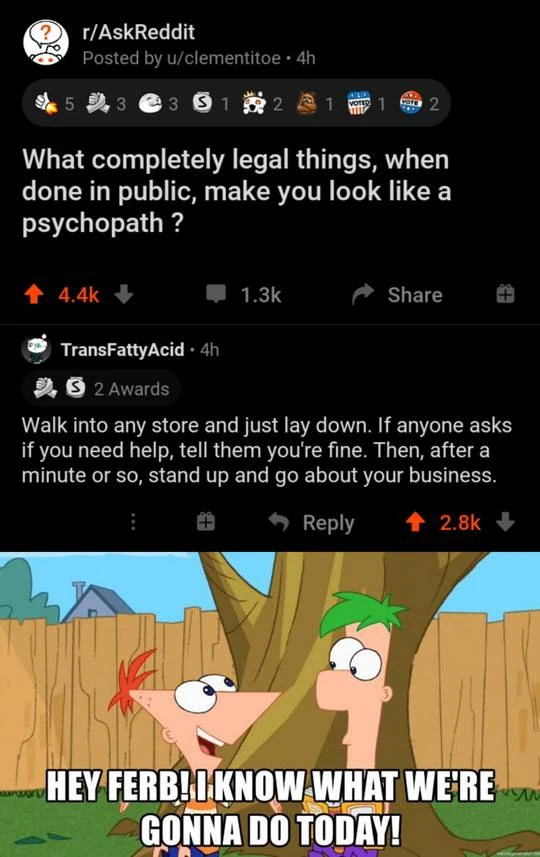 r/AskReddit
Posted by u/clementitoe • 4h
5 3 3 S 1 2 1 VOTED 1 VOTE 2
What completely legal things, when
done in public, make you look like a
psychopath ?
4.4k 1.3k Share
TransFattyAcid • 4h
S 2 Awards
Walk into any store and just lay down. If anyone asks
if you need help, tell them you're fine. Then, after a
minute or so, stand up and go about your business.
Reply 2.8k
HEY FERB! I KNOW WHAT WE'RE
GONNA DO TODAY!